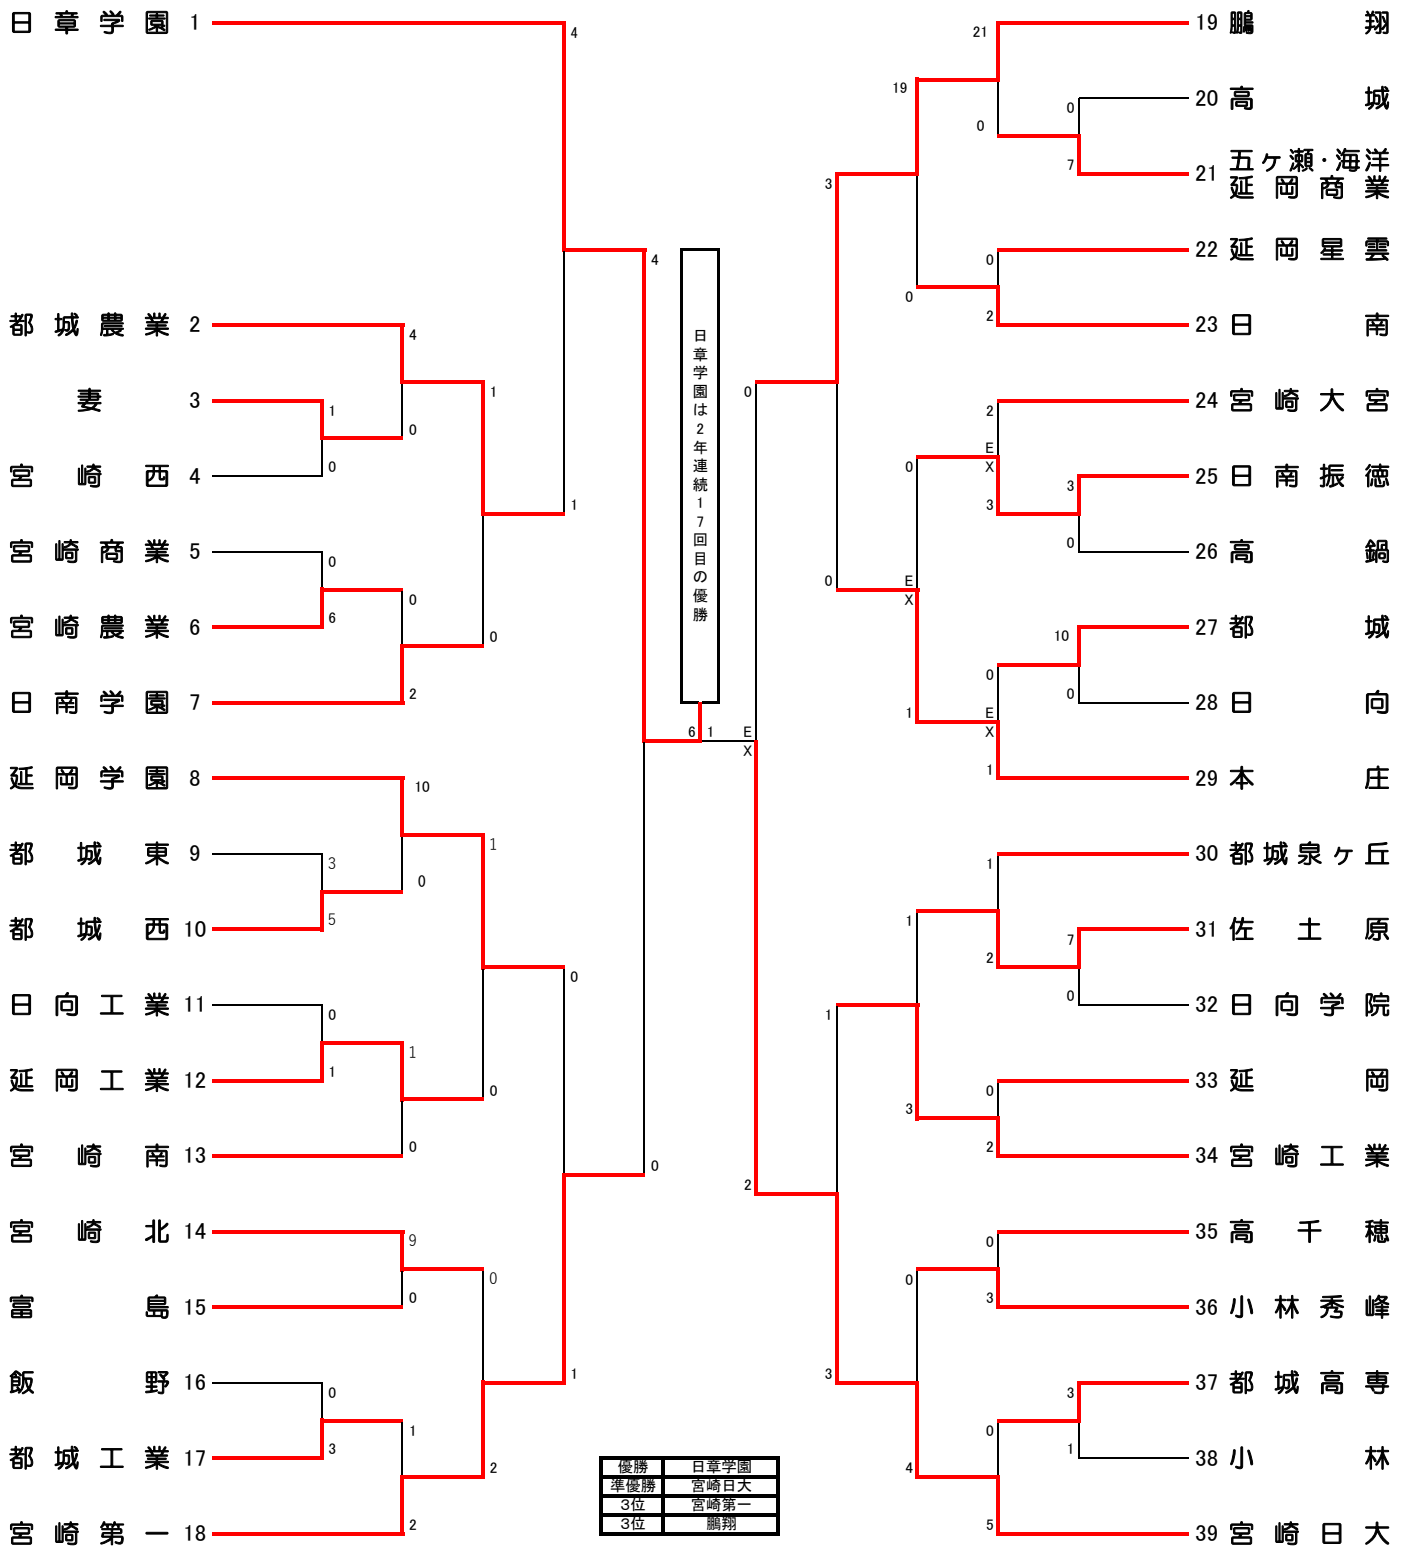 日章学園 1
都城農業 2
妻 3
宮崎西 4
宮崎商業 5
宮崎農業 6
日南学園 7
延岡学園 8
都城東 9
都城西 10
日向工業 11
延岡工業 12
宮崎南 13
宮崎北 14
富島 15
飯野 16
都城工業 17
宮崎第一 18
4
4
1
0
1
0
0
6
0
2
1
0
1
4
10
3
5
0
0
1
1
0
1
0
0
9
0
0
0
3
1
2
2
1
0
6 1
日章学園は2年連続17回目の優勝
E
X
0
2
3
0
E
X
1
3
19
0
0
1
E
X
1
3
0
4
21
0
0
7
0
2
2
E
X
3
3
0
10
0
0
E
X
1
1
2
7
0
0
2
0
3
0
3
1
5
19 鵬翔
20 高城
21 五ヶ瀬・海洋
延岡商業
22 延岡星雲
23 日南
24 宮崎大宮
25 日南振徳
26 高鍋
27 都城
28 日向
29 本庄
30 都城泉ヶ丘
31 佐土原
32 日向学院
33 延岡
34 宮崎工業
35 高千穂
36 小林秀峰
37 都城高専
38 小林
39 宮崎日大
優勝 日章学園
準優勝 宮崎日大
3位 宮崎第一
3位 鵬翔